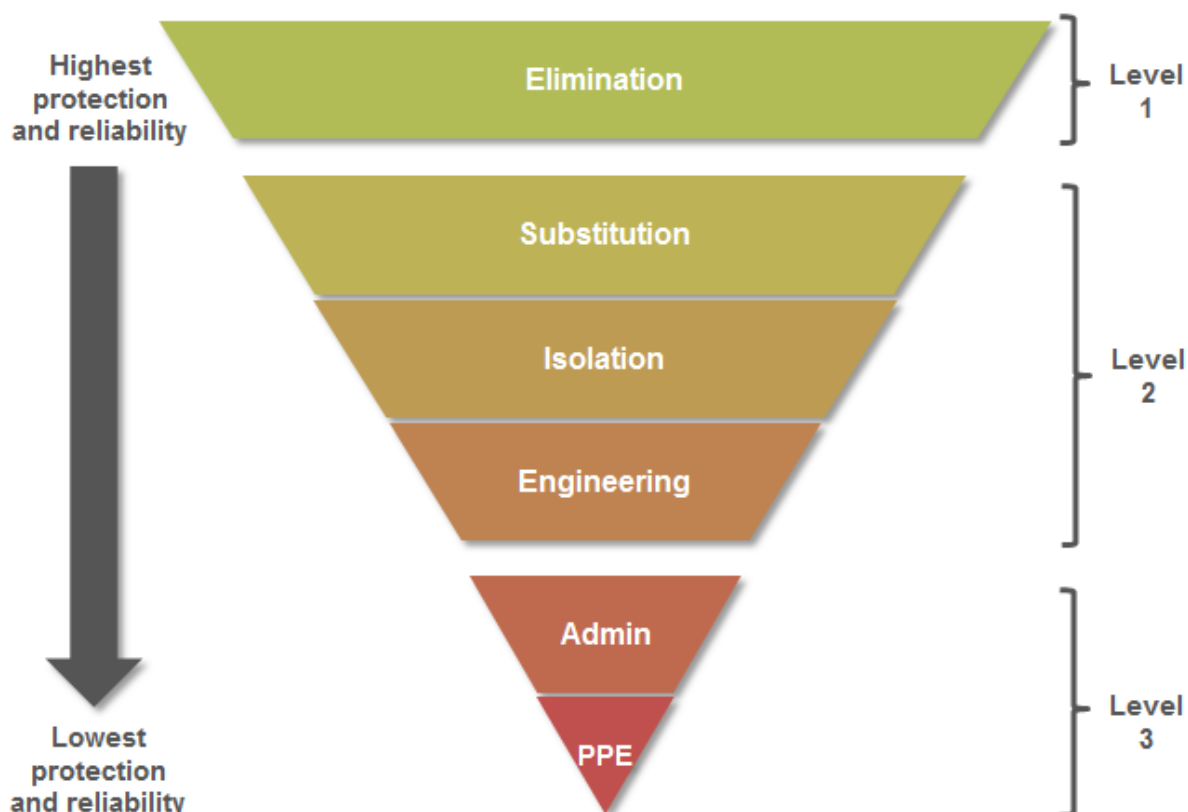 Highest
protection
and reliability
Elimination
Level
1
Substitution
Isolation
Level
2
Engineering
Admin
Level
3
PPE
Lowest
protection
and reliability